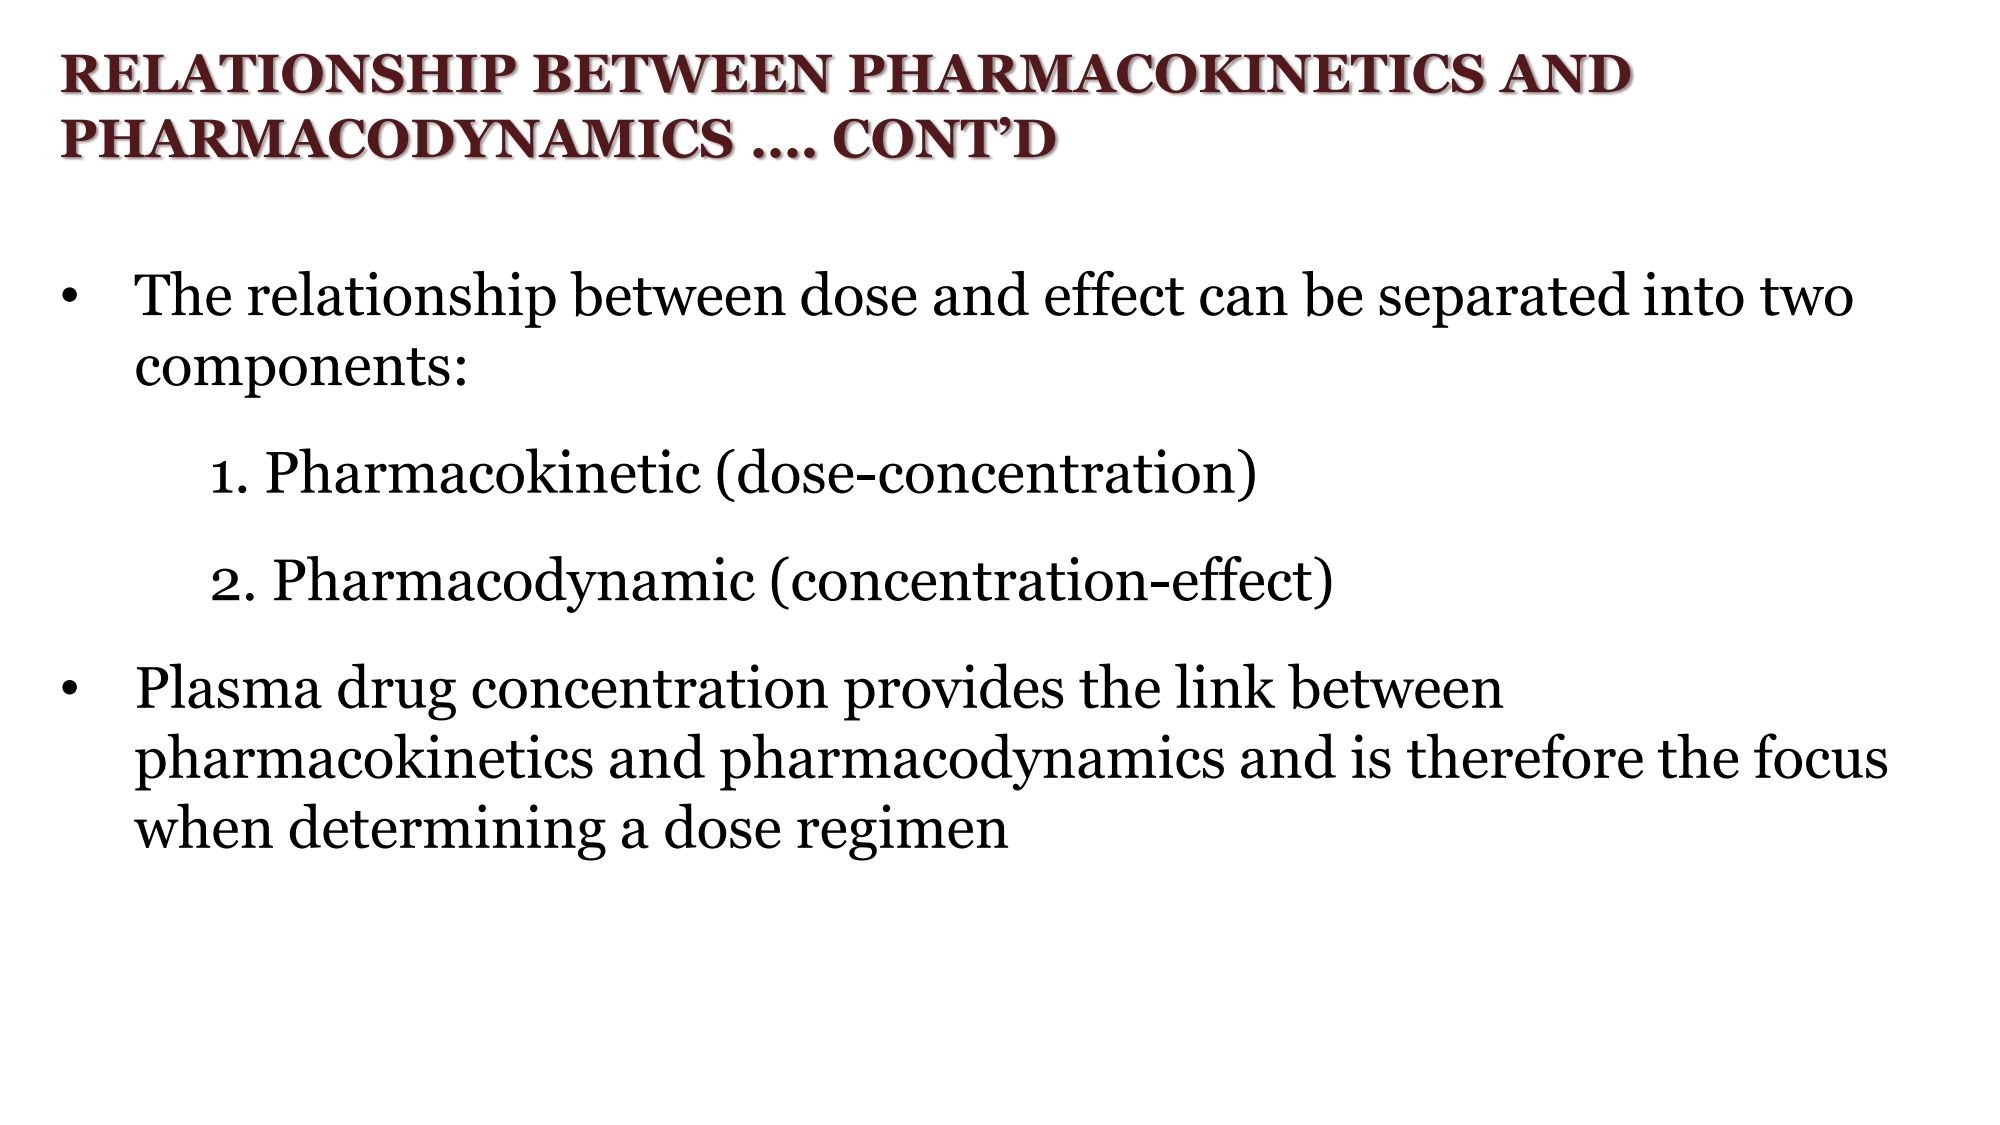 RELATIONSHIP BETWEEN PHARMACOKINETICS AND
PHARMACODYNAMICS .... CONT’D
• The relationship between dose and effect can be separated into two
components:
1. Pharmacokinetic (dose-concentration)
2. Pharmacodynamic (concentration-effect)
• Plasma drug concentration provides the link between
pharmacokinetics and pharmacodynamics and is therefore the focus
when determining a dose regimen